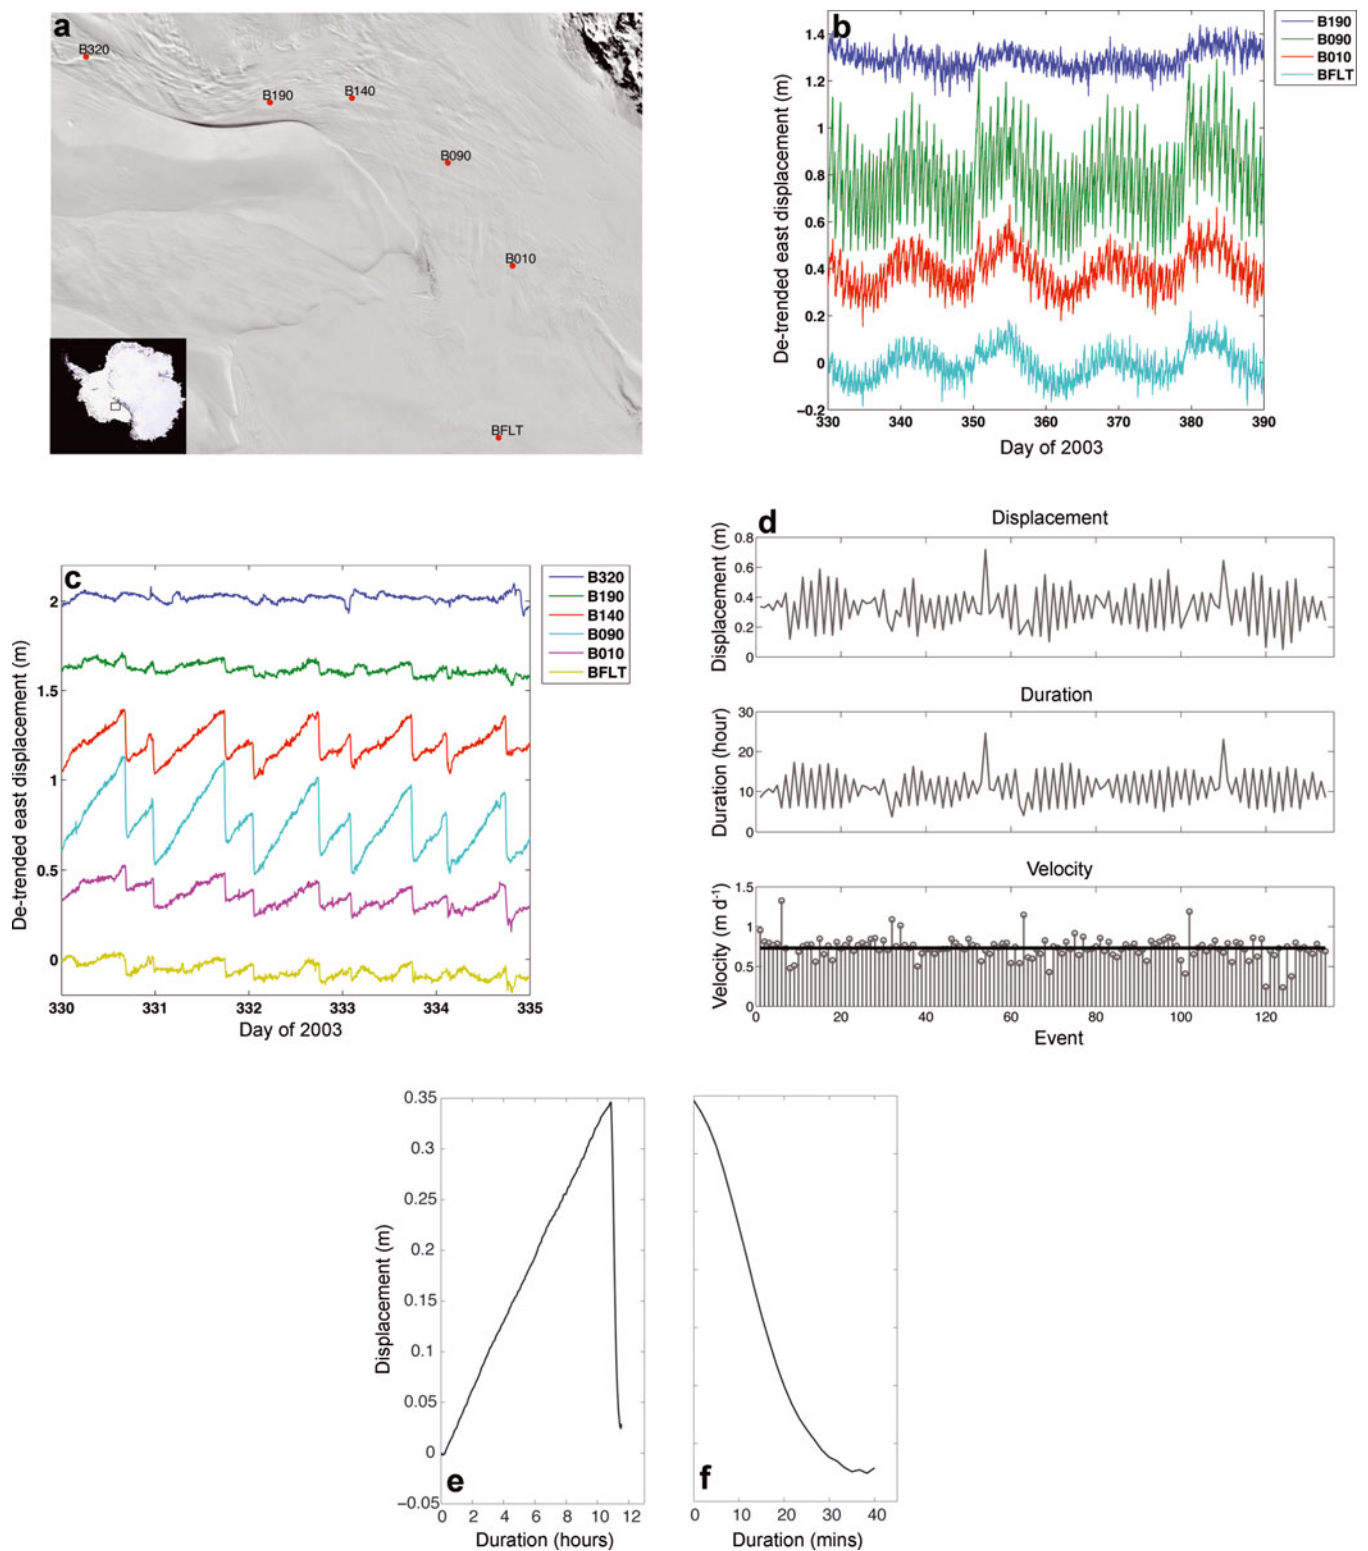 a
B320
B190
B140
B090
B010
BFLT
b
B190
B090
B010
BFLT
De-trended east displacement (m)
1.4
1.2
1
0.8
0.6
0.4
0.2
0
−0.2
330 340 350 360 370 380 390
Day of 2003
c
B320
B190
B140
B090
B010
BFLT
De-trended east displacement (m)
2
1.5
1
0.5
0
330 331 332 333 334 335
Day of 2003
d
Displacement
Displacement (m)
0.8
0.6
0.4
0.2
0
Duration
Duration (hour)
30
20
10
0
Velocity
Velocity (m d⁻¹)
1.5
1
0.5
0
0 20 40 60 80 100 120
Event
e
Displacement (m)
0.35
0.3
0.25
0.2
0.15
0.1
0.05
0
−0.05
0 2 4 6 8 10 12
Duration (hours)
f
0 10 20 30 40
Duration (mins)